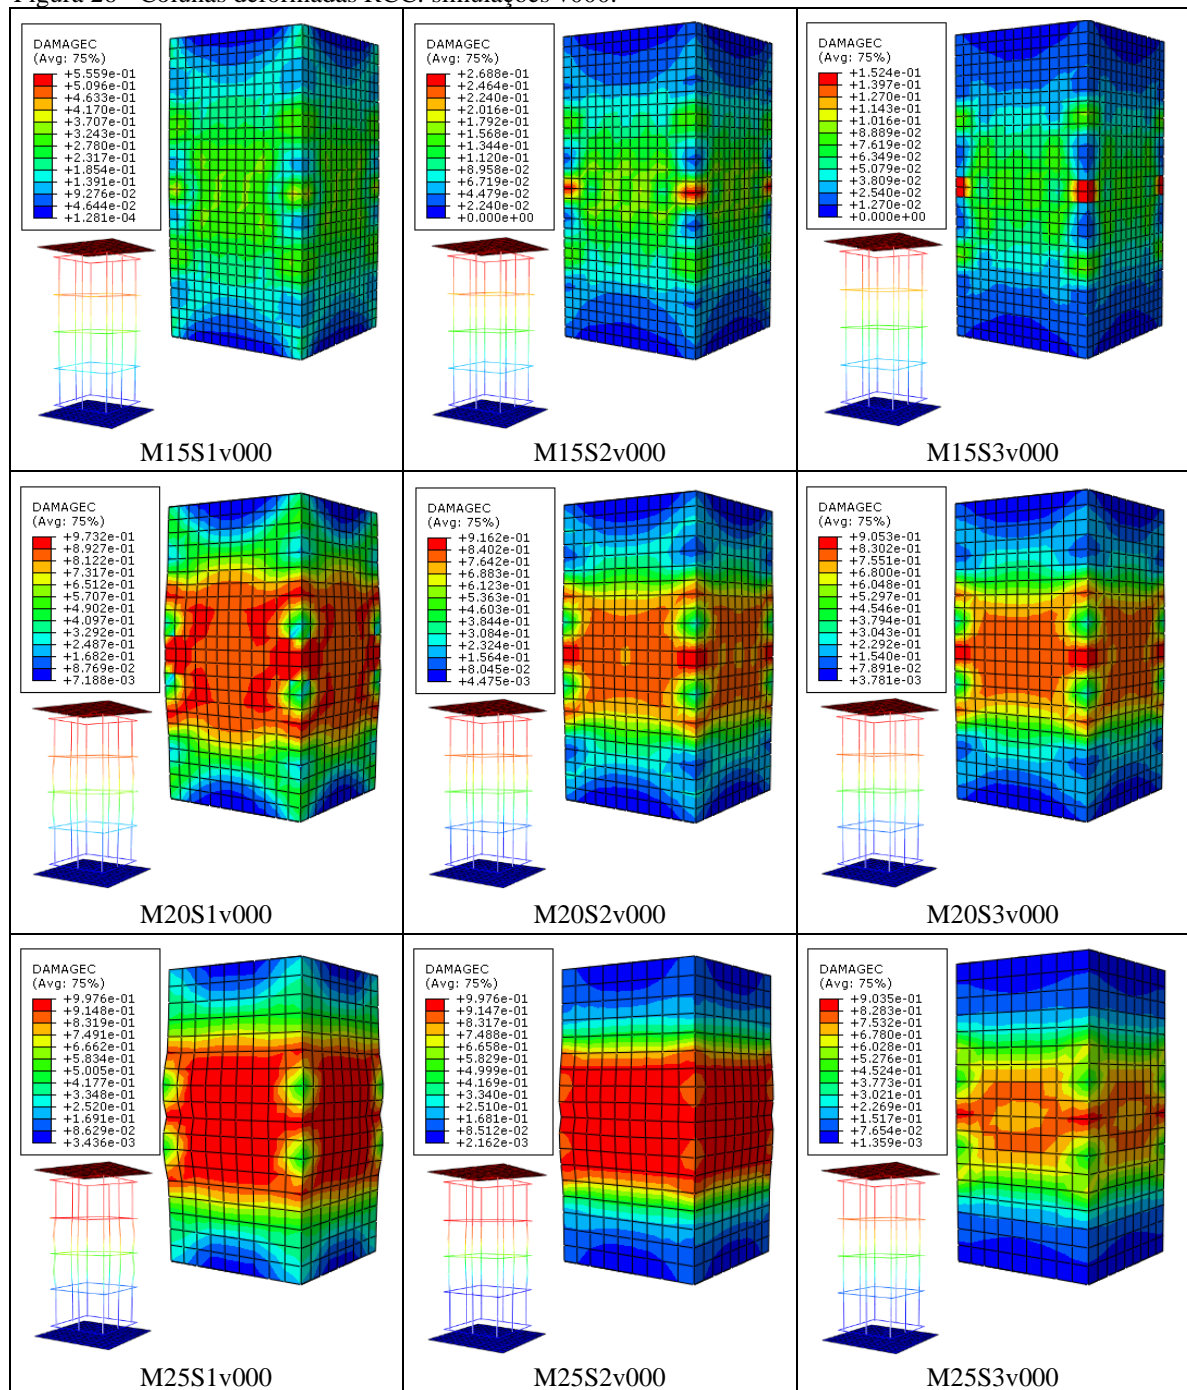 Figura 26 - Colunas deformadas RCC: simulações v000.
DAMAGEC
(Avg: 75%)
+5.559e-01
+5.096e-01
+4.633e-01
+4.170e-01
+3.707e-01
+3.243e-01
+2.780e-01
+2.317e-01
+1.854e-01
+1.391e-01
+9.276e-02
+4.644e-02
+1.281e-04
M15S1v000
DAMAGEC
(Avg: 75%)
+2.688e-01
+2.464e-01
+2.240e-01
+2.016e-01
+1.792e-01
+1.568e-01
+1.344e-01
+1.120e-01
+8.958e-02
+6.719e-02
+4.479e-02
+2.240e-02
+0.000e+00
M15S2v000
DAMAGEC
(Avg: 75%)
+1.524e-01
+1.397e-01
+1.270e-01
+1.143e-01
+1.016e-01
+8.889e-02
+7.619e-02
+6.349e-02
+5.079e-02
+3.809e-02
+2.540e-02
+1.270e-02
+0.000e+00
M15S3v000
DAMAGEC
(Avg: 75%)
+9.732e-01
+8.927e-01
+8.122e-01
+7.317e-01
+6.512e-01
+5.707e-01
+4.902e-01
+4.097e-01
+3.292e-01
+2.487e-01
+1.682e-01
+8.769e-02
+7.188e-03
M20S1v000
DAMAGEC
(Avg: 75%)
+9.162e-01
+8.402e-01
+7.642e-01
+6.883e-01
+6.123e-01
+5.363e-01
+4.603e-01
+3.844e-01
+3.084e-01
+2.324e-01
+1.564e-01
+8.045e-02
+4.475e-03
M20S2v000
DAMAGEC
(Avg: 75%)
+9.053e-01
+8.302e-01
+7.551e-01
+6.800e-01
+6.048e-01
+5.297e-01
+4.546e-01
+3.794e-01
+3.043e-01
+2.292e-01
+1.540e-01
+7.891e-02
+3.781e-03
M20S3v000
DAMAGEC
(Avg: 75%)
+9.976e-01
+9.148e-01
+8.319e-01
+7.491e-01
+6.662e-01
+5.834e-01
+5.005e-01
+4.177e-01
+3.348e-01
+2.520e-01
+1.691e-01
+8.629e-02
+3.436e-03
M25S1v000
DAMAGEC
(Avg: 75%)
+9.976e-01
+9.147e-01
+8.317e-01
+7.488e-01
+6.658e-01
+5.829e-01
+4.999e-01
+4.169e-01
+3.340e-01
+2.510e-01
+1.681e-01
+8.512e-02
+2.162e-03
M25S2v000
DAMAGEC
(Avg: 75%)
+9.035e-01
+8.283e-01
+7.532e-01
+6.780e-01
+6.028e-01
+5.276e-01
+4.524e-01
+3.773e-01
+3.021e-01
+2.269e-01
+1.517e-01
+7.654e-02
+1.359e-03
M25S3v000